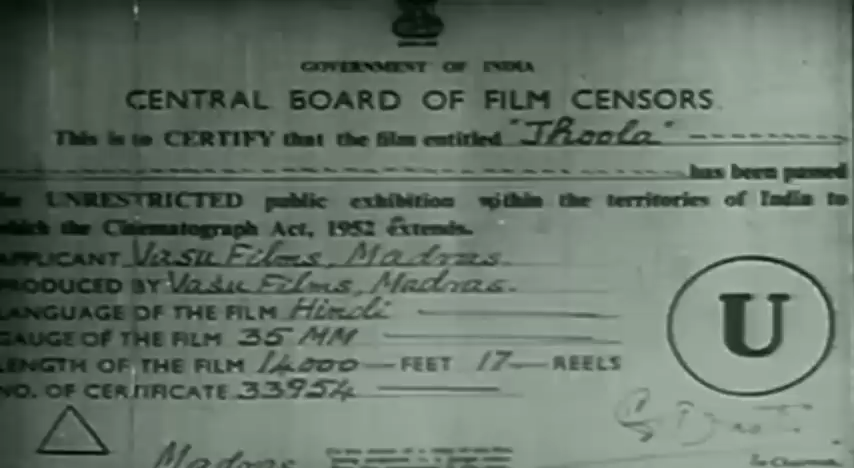 GOVERNMENT OF INDIA
CENTRAL BOARD OF FILM CENSORS
This is to CERTIFY that the film entitled "Jhoola"
has been passed
UNRESTRICTED public exhibition within the territories of India to
which the Cinematograph Act, 1952 extends.
APPLICANT Vasu Films, Madras.
PRODUCED BY Vasu Films, Madras.
LANGUAGE OF THE FILM Hindi
GAUGE OF THE FILM 35 MM
LENGTH OF THE FILM 14,000 — FEET 17 — REELS
NO. OF CERTIFICATE 33954
U
Madras